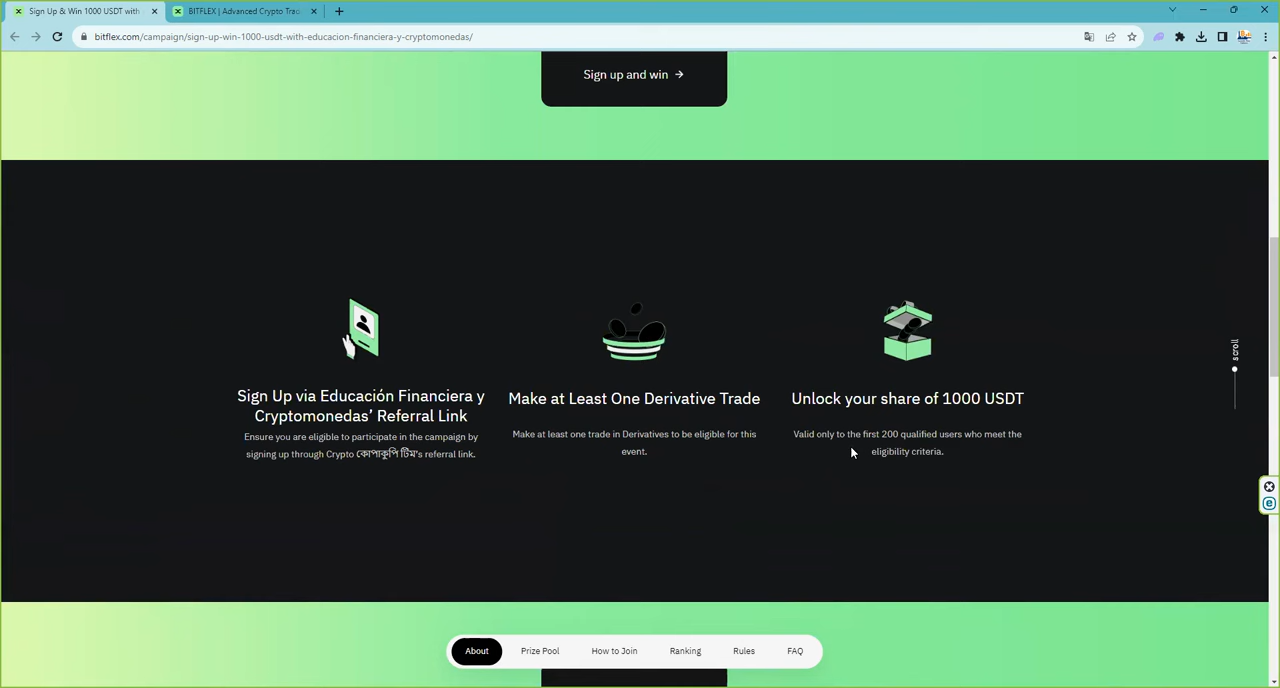 Sign Up & Win 1000 USDT with
BITFLEX | Advanced Crypto Trad
bitflex.com/campaign/sign-up-win-1000-usdt-with-educacion-financiera-y-cryptomonedas/
Sign up and win →
Sign Up via Educación Financiera y
Cryptomonedas’ Referral Link
Ensure you are eligible to participate in the campaign by
signing up through Crypto কোপাকুপি টিম's referral link.
Make at Least One Derivative Trade
Make at least one trade in Derivatives to be eligible for this
event.
Unlock your share of 1000 USDT
Valid only to the first 200 qualified users who meet the
eligibility criteria.
scroll
About
Prize Pool
How to Join
Ranking
Rules
FAQ